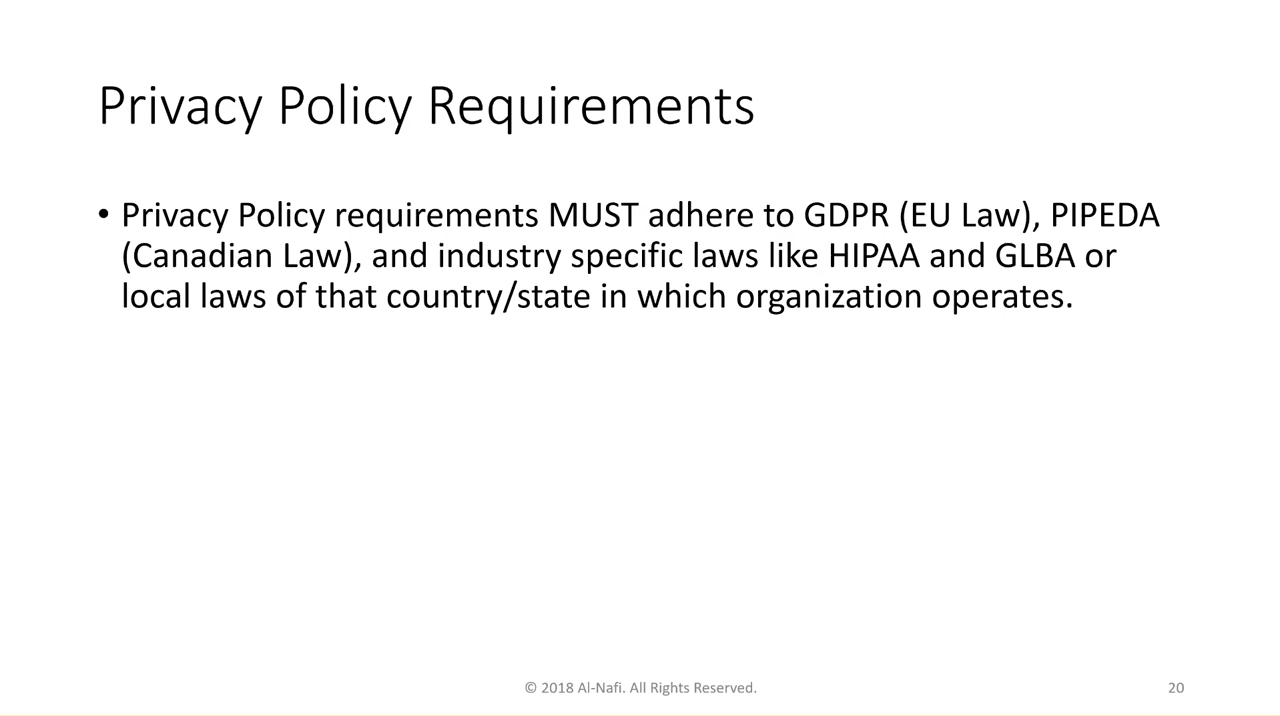 Privacy Policy Requirements
• Privacy Policy requirements MUST adhere to GDPR (EU Law), PIPEDA
(Canadian Law), and industry specific laws like HIPAA and GLBA or
local laws of that country/state in which organization operates.
© 2018 Al-Nafi. All Rights Reserved.
20